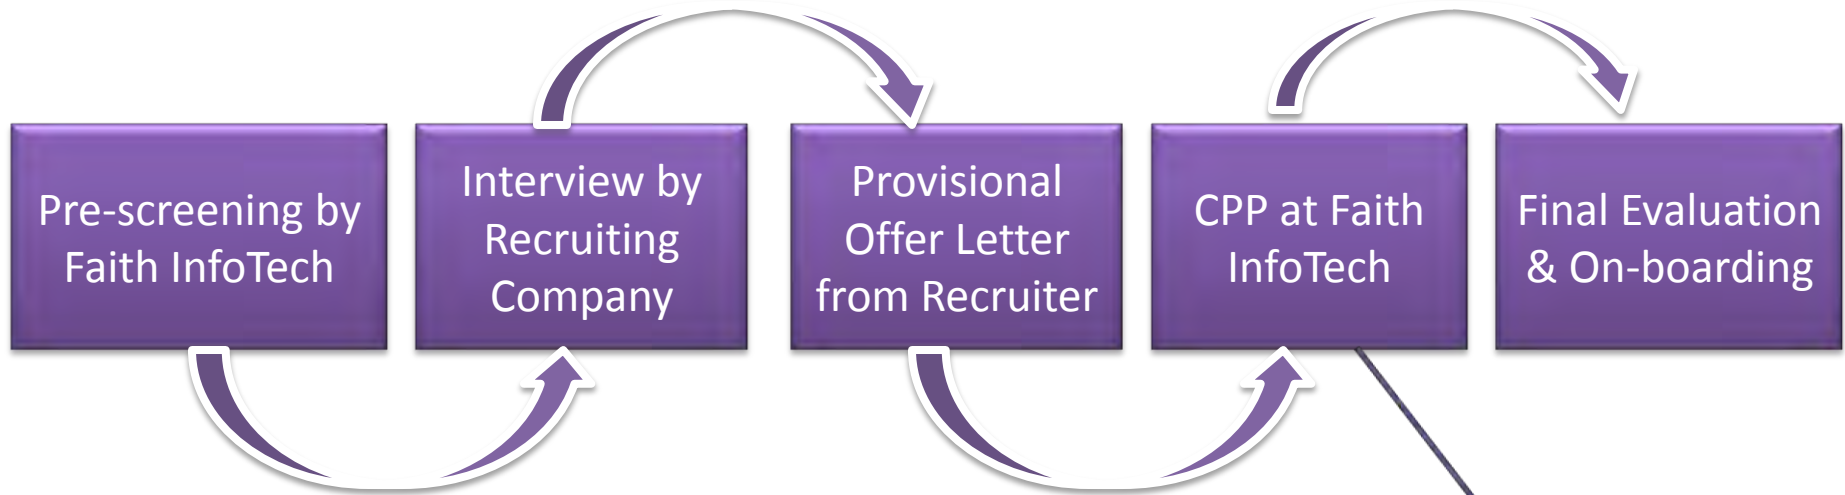 Pre-screening by
Faith InfoTech
Interview by
Recruiting
Company
Provisional
Offer Letter
from Recruiter
CPP at Faith
InfoTech
Final Evaluation
& On-boarding